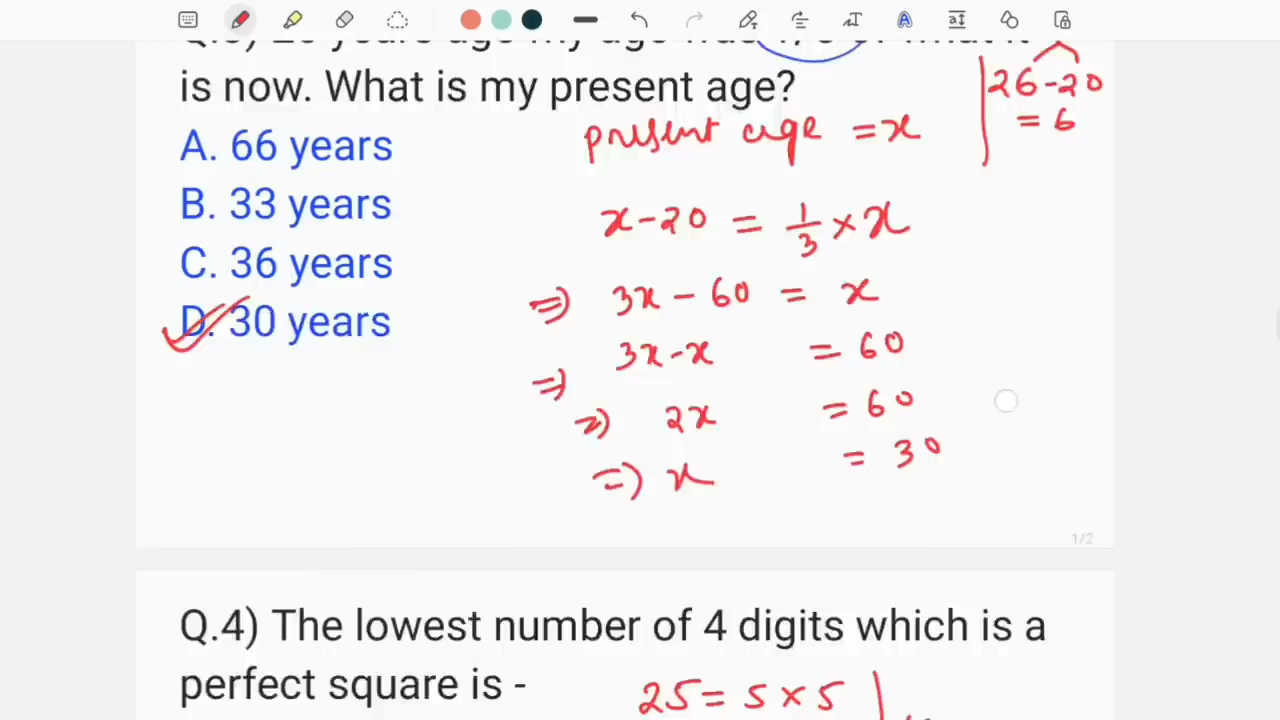 is now. What is my present age?
A. 66 years
B. 33 years
C. 36 years
D. 30 years
26-20
= 6
present age = x
x-20 = 1/3 × x
⇒ 3x - 60 = x
⇒ 3x-x = 60
⇒ 2x = 60
⇒ x = 30
1/2
Q.4) The lowest number of 4 digits which is a
perfect square is -
25 = 5 × 5